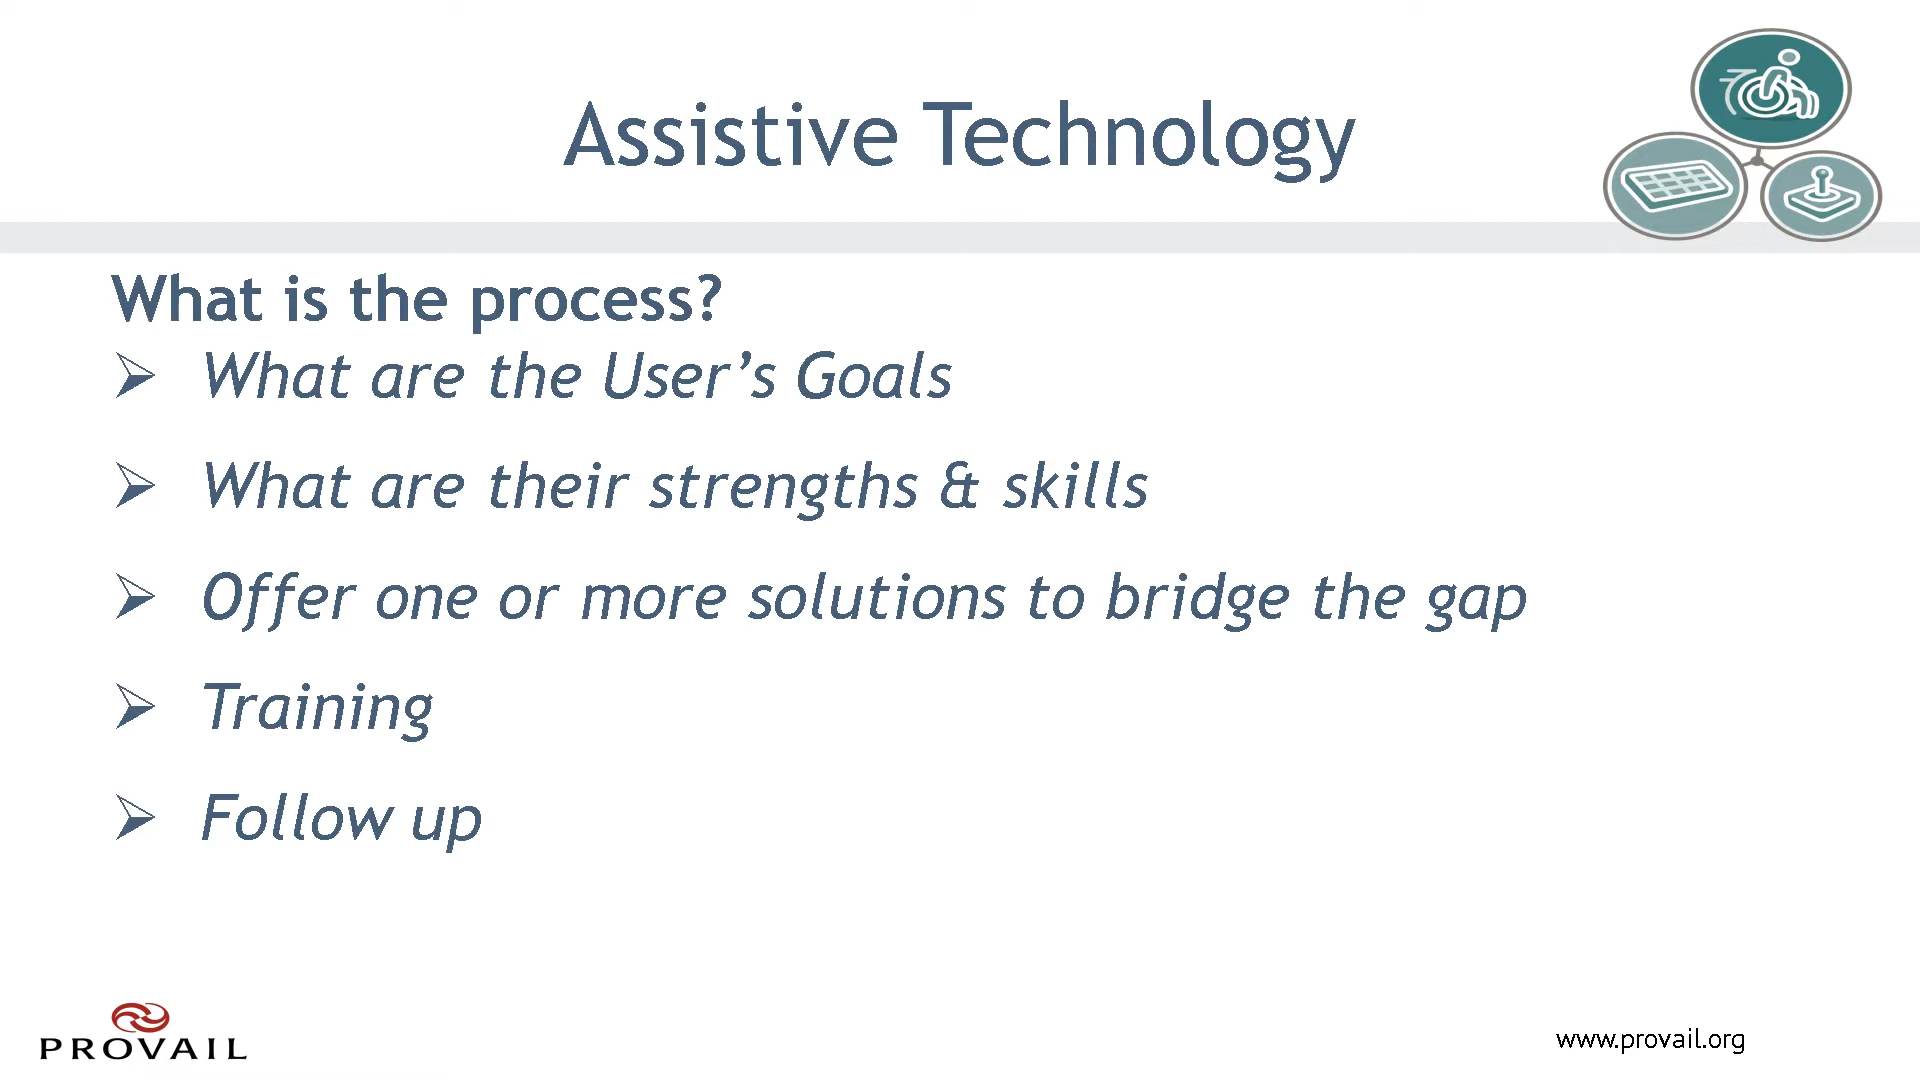 Assistive Technology
What is the process?
What are the User’s Goals
What are their strengths & skills
Offer one or more solutions to bridge the gap
Training
Follow up
PROVAIL
www.provail.org